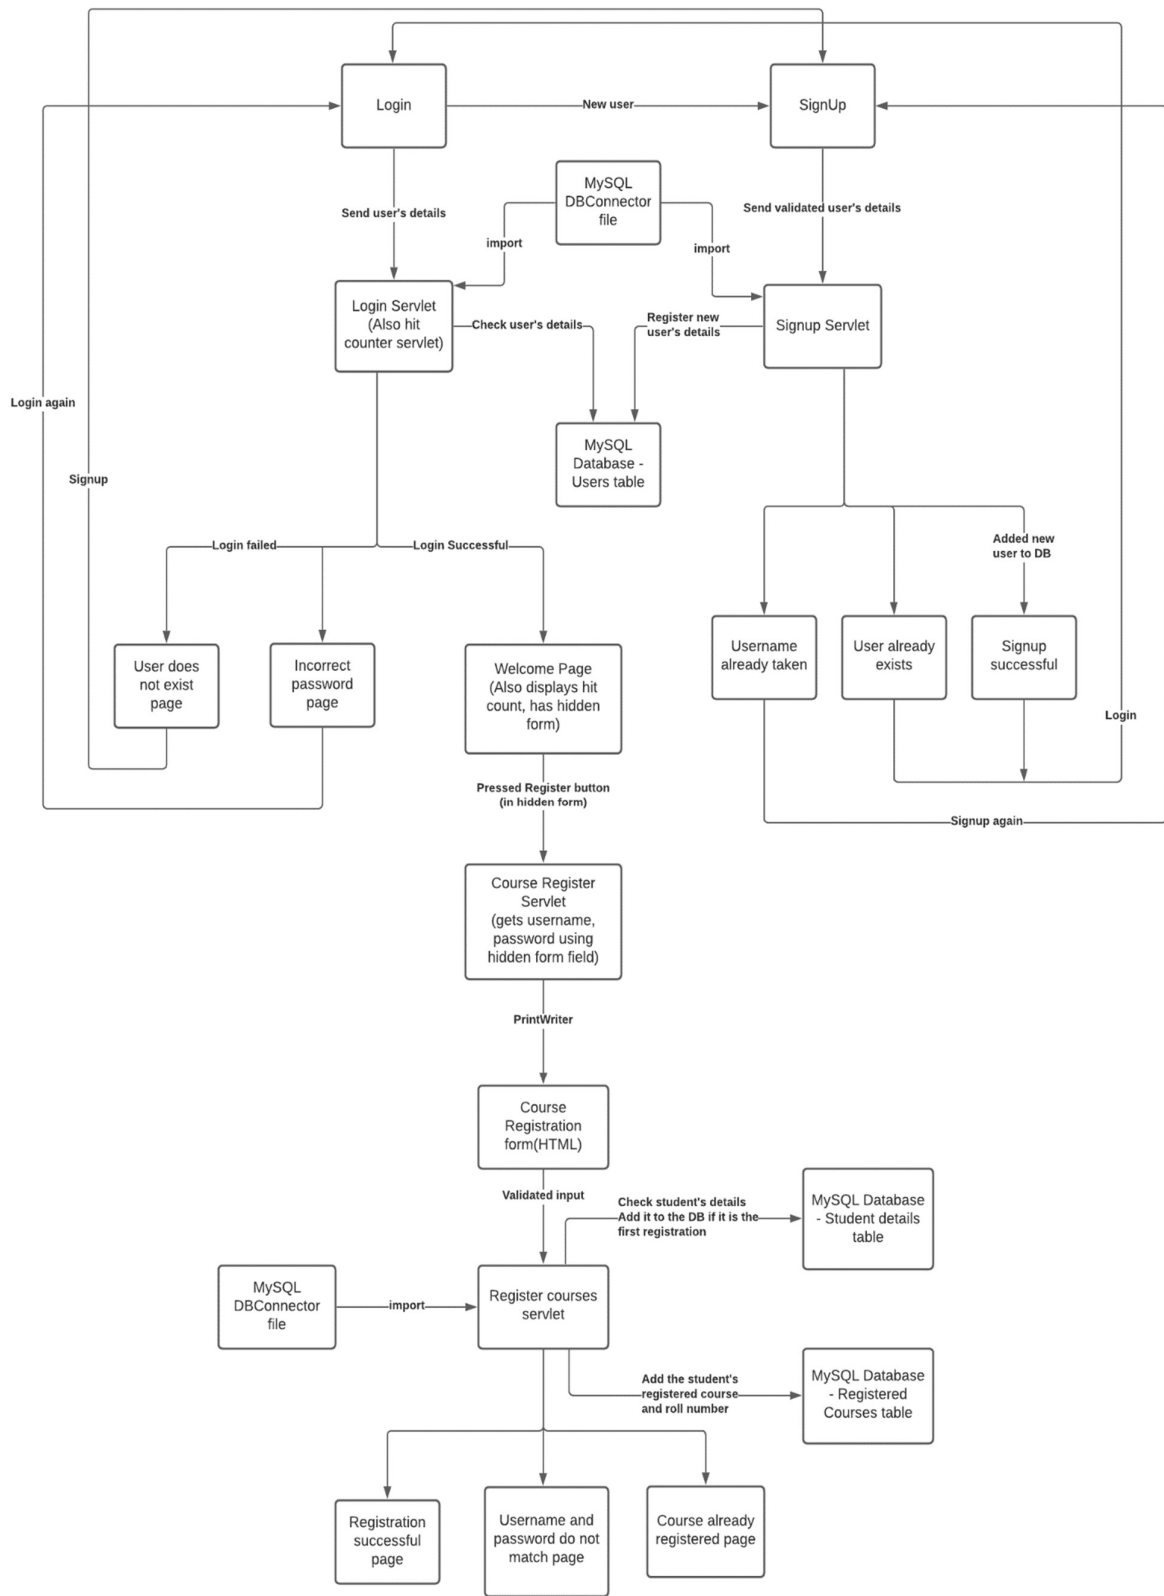 Login
New user
SignUp
MySQL
DBConnector
file
Send user's details
Send validated user's details
import
import
Login Servlet
(Also hit
counter servlet)
Check user's details
Register new
user's details
Signup Servlet
Login again
MySQL
Database -
Users table
Signup
Login failed
Login Successful
Added new
user to DB
User does
not exist
page
Incorrect
password
page
Welcome Page
(Also displays hit
count, has hidden
form)
Username
already taken
User already
exists
Signup
successful
Login
Pressed Register button
(in hidden form)
Signup again
Course Register
Servlet
(gets username,
password using
hidden form field)
PrintWriter
Course
Registration
form(HTML)
Validated input
Check student's details
Add it to the DB if it is the
first registration
MySQL Database
- Student details
table
MySQL
DBConnector
file
import
Register courses
servlet
Add the student's
registered course
and roll number
MySQL Database
- Registered
Courses table
Registration
successful
page
Username and
password do not
match page
Course already
registered page